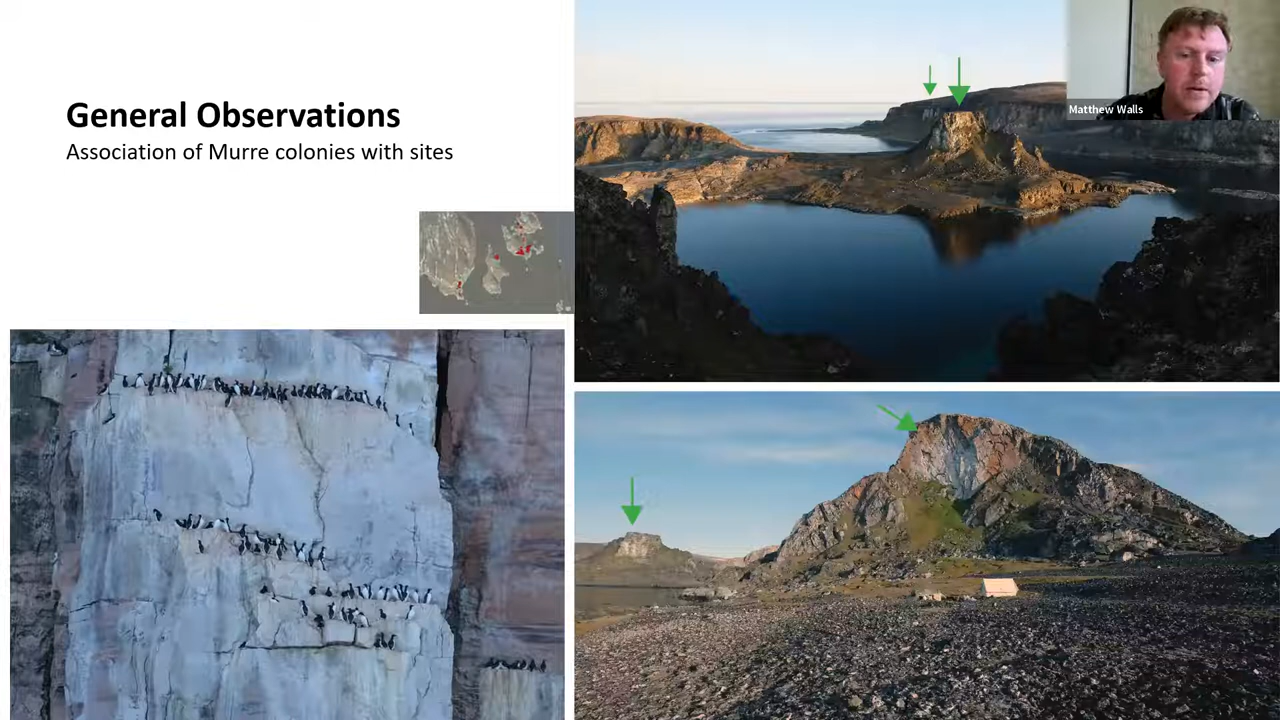 General Observations
Association of Murre colonies with sites
Matthew Walls